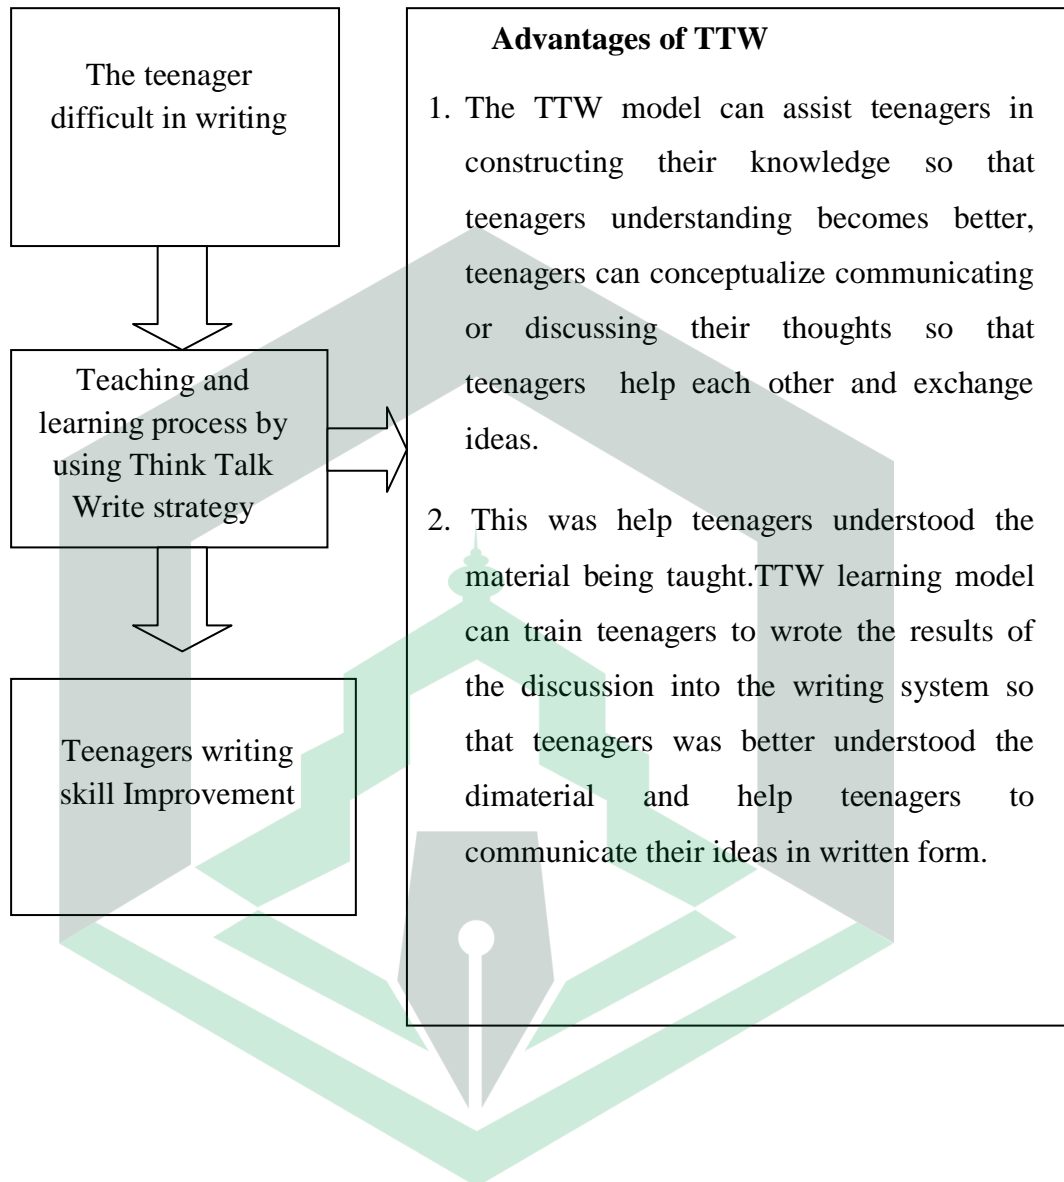 The teenager
difficult in writing
Teaching and
learning process by
using Think Talk
Write strategy
Teenagers writing
skill Improvement
Advantages of TTW
1. The TTW model can assist teenagers in
constructing their knowledge so that
teenagers understanding becomes better,
teenagers can conceptualize communicating
or discussing their thoughts so that
teenagers help each other and exchange
ideas.
2. This was help teenagers understood the
material being taught.TTW learning model
can train teenagers to wrote the results of
the discussion into the writing system so
that teenagers was better understood the
dimaterial and help teenagers to
communicate their ideas in written form.